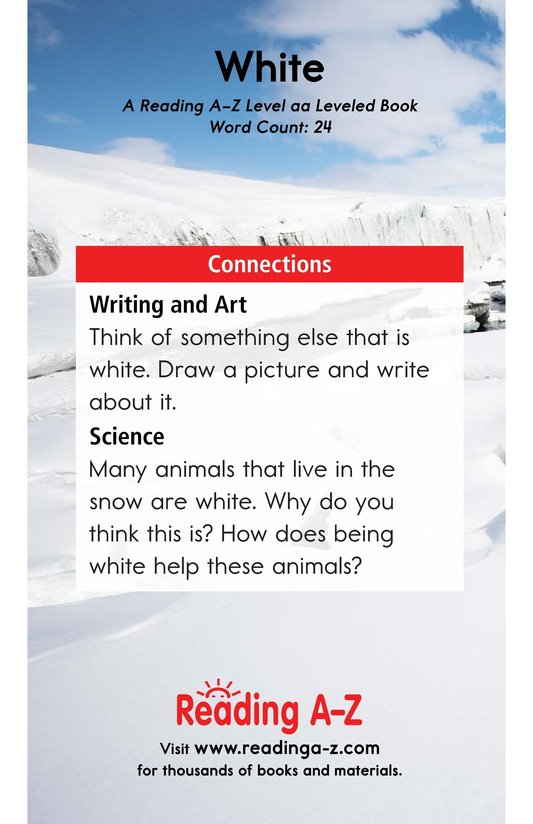 White
A Reading A–Z Level aa Leveled Book
Word Count: 24
Connections
Writing and Art
Think of something else that is
white. Draw a picture and write
about it.
Science
Many animals that live in the
snow are white. Why do you
think this is? How does being
white help these animals?
Reading A–Z
Visit www.readinga-z.com
for thousands of books and materials.